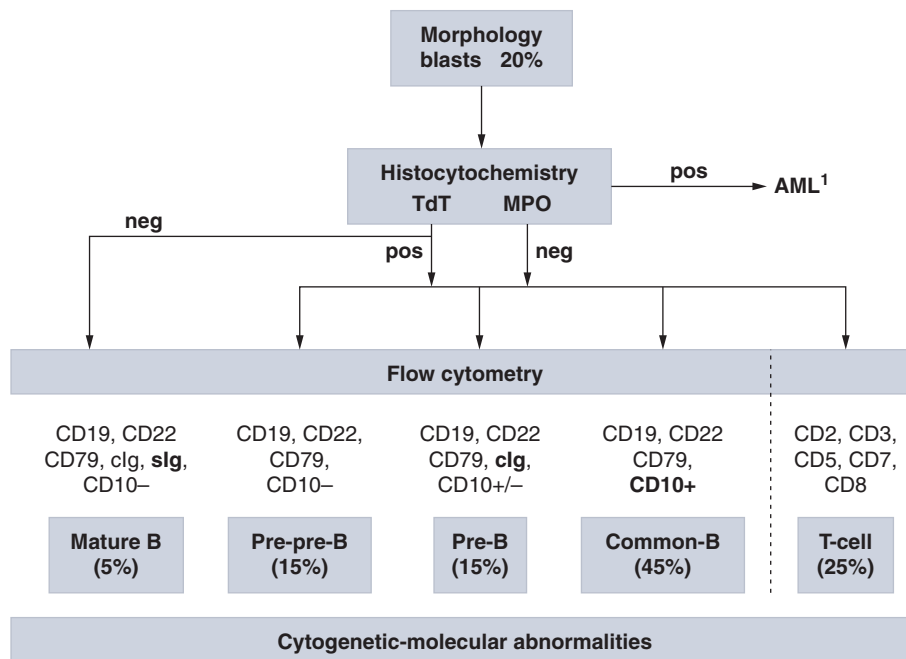 Morphology
blasts 20%
Histocytochemistry
TdT MPO
pos
AML¹
neg
pos
neg
Flow cytometry
CD19, CD22
CD79, cIg, sIg,
CD10–
CD19, CD22,
CD79,
CD10–
CD19, CD22
CD79, cIg,
CD10+/–
CD19, CD22
CD79,
CD10+
CD2, CD3,
CD5, CD7,
CD8
Mature B
(5%)
Pre-pre-B
(15%)
Pre-B
(15%)
Common-B
(45%)
T-cell
(25%)
Cytogenetic-molecular abnormalities